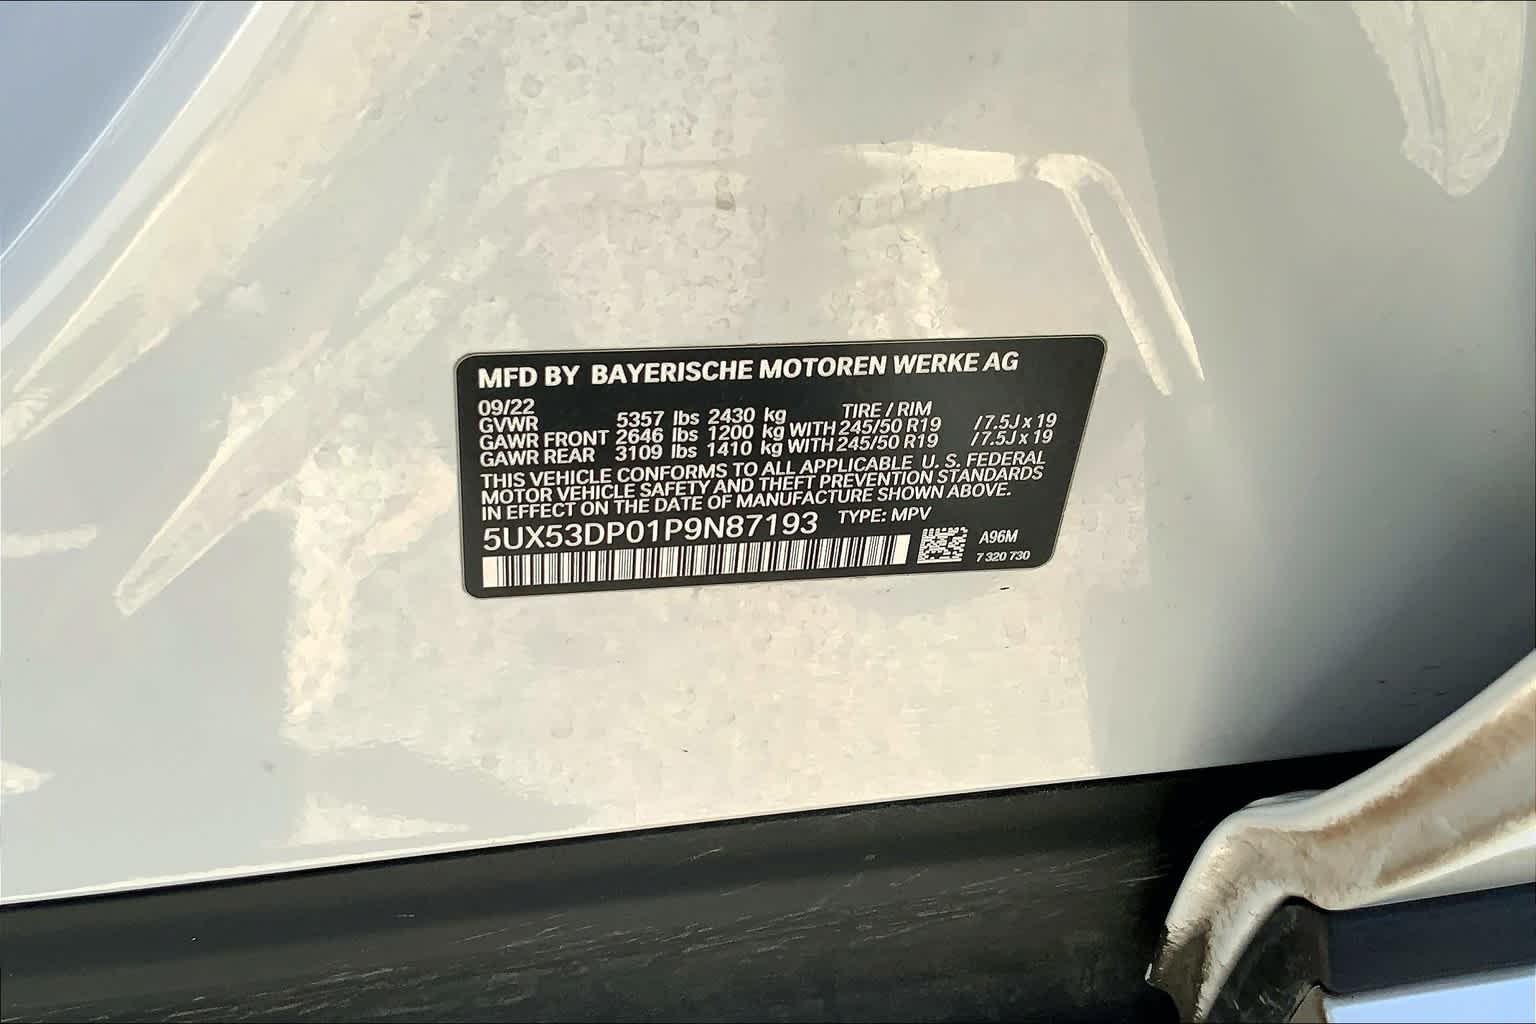 MFD BY BAYERISCHE MOTOREN WERKE AG
09/22 TIRE / RIM
GVWR 5357 lbs 2430 kg
GAWR FRONT 2646 lbs 1200 kg WITH 245/50 R19 / 7.5J x 19
GAWR REAR 3109 lbs 1410 kg WITH 245/50 R19 / 7.5J x 19
THIS VEHICLE CONFORMS TO ALL APPLICABLE U. S. FEDERAL
MOTOR VEHICLE SAFETY AND THEFT PREVENTION STANDARDS
IN EFFECT ON THE DATE OF MANUFACTURE SHOWN ABOVE.
5UX53DP01P9N87193 TYPE: MPV
A96M
7 320 730